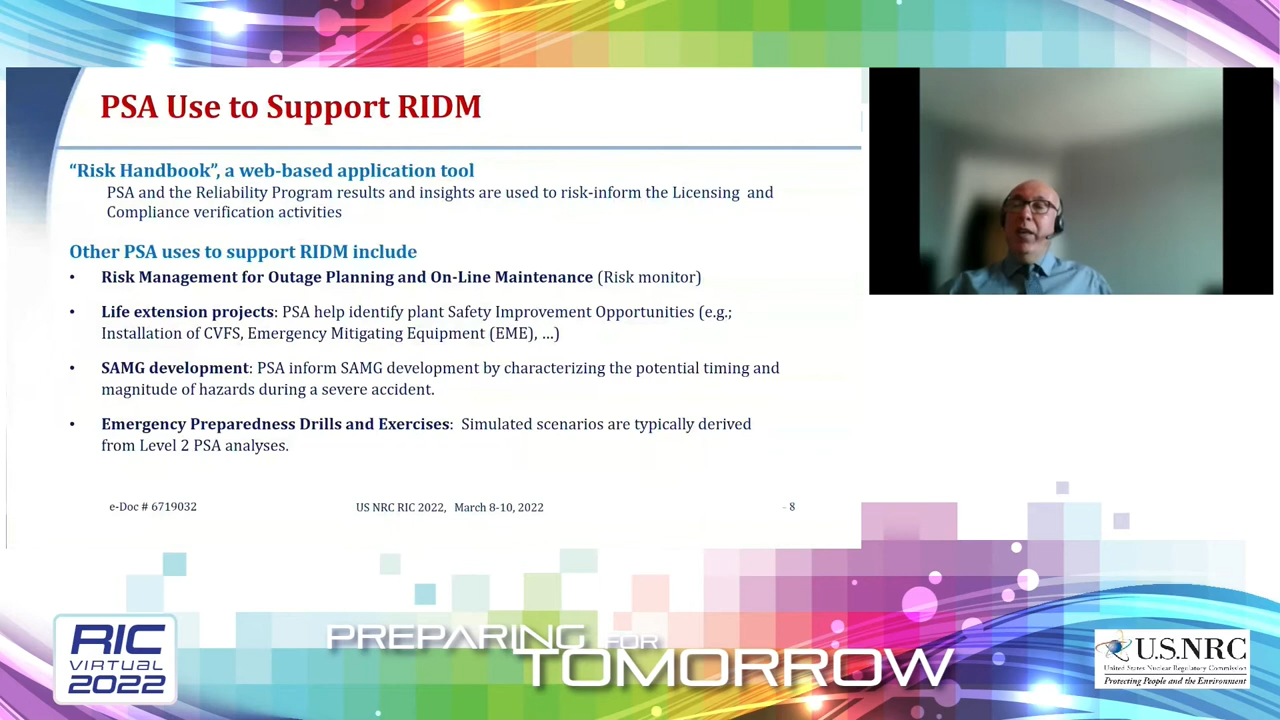 PSA Use to Support RIDM
“Risk Handbook”, a web-based application tool
PSA and the Reliability Program results and insights are used to risk-inform the Licensing and
Compliance verification activities
Other PSA uses to support RIDM include
• Risk Management for Outage Planning and On-Line Maintenance (Risk monitor)
• Life extension projects: PSA help identify plant Safety Improvement Opportunities (e.g.;
Installation of CVFS, Emergency Mitigating Equipment (EME), …)
• SAMG development: PSA inform SAMG development by characterizing the potential timing and
magnitude of hazards during a severe accident.
• Emergency Preparedness Drills and Exercises: Simulated scenarios are typically derived
from Level 2 PSA analyses.
e-Doc # 6719032 US NRC RIC 2022, March 8-10, 2022 - 8
RIC
VIRTUAL
2022
PREPARING FOR
TOMORROW
U.S.NRC
United States Nuclear Regulatory Commission
Protecting People and the Environment